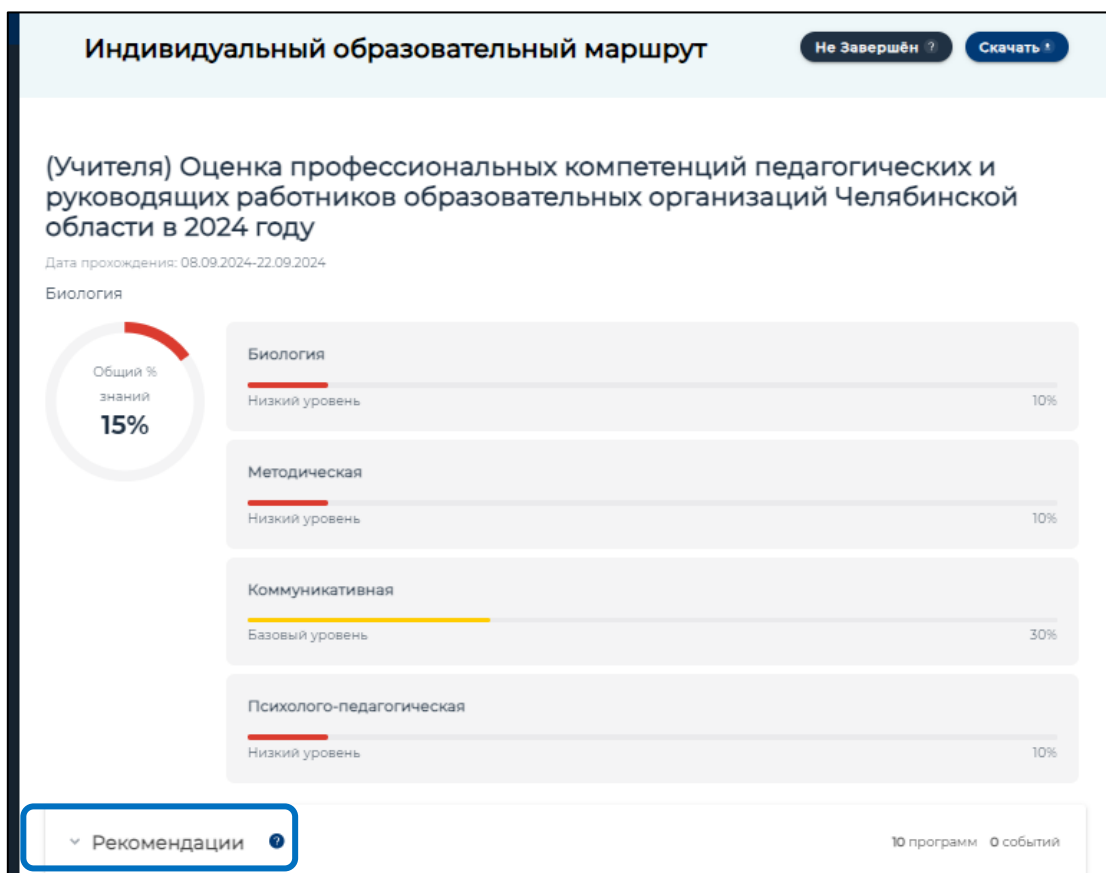 Индивидуальный образовательный маршрут
Не Завершён ?
Скачать
(Учителя) Оценка профессиональных компетенций педагогических и
руководящих работников образовательных организаций Челябинской
области в 2024 году
Дата прохождения: 08.09.2024-22.09.2024
Биология
Общий %
знаний
15%
Биология
Низкий уровень 10%
Методическая
Низкий уровень 10%
Коммуникативная
Базовый уровень 30%
Психолого-педагогическая
Низкий уровень 10%
Рекомендации ? 10 программ 0 событий